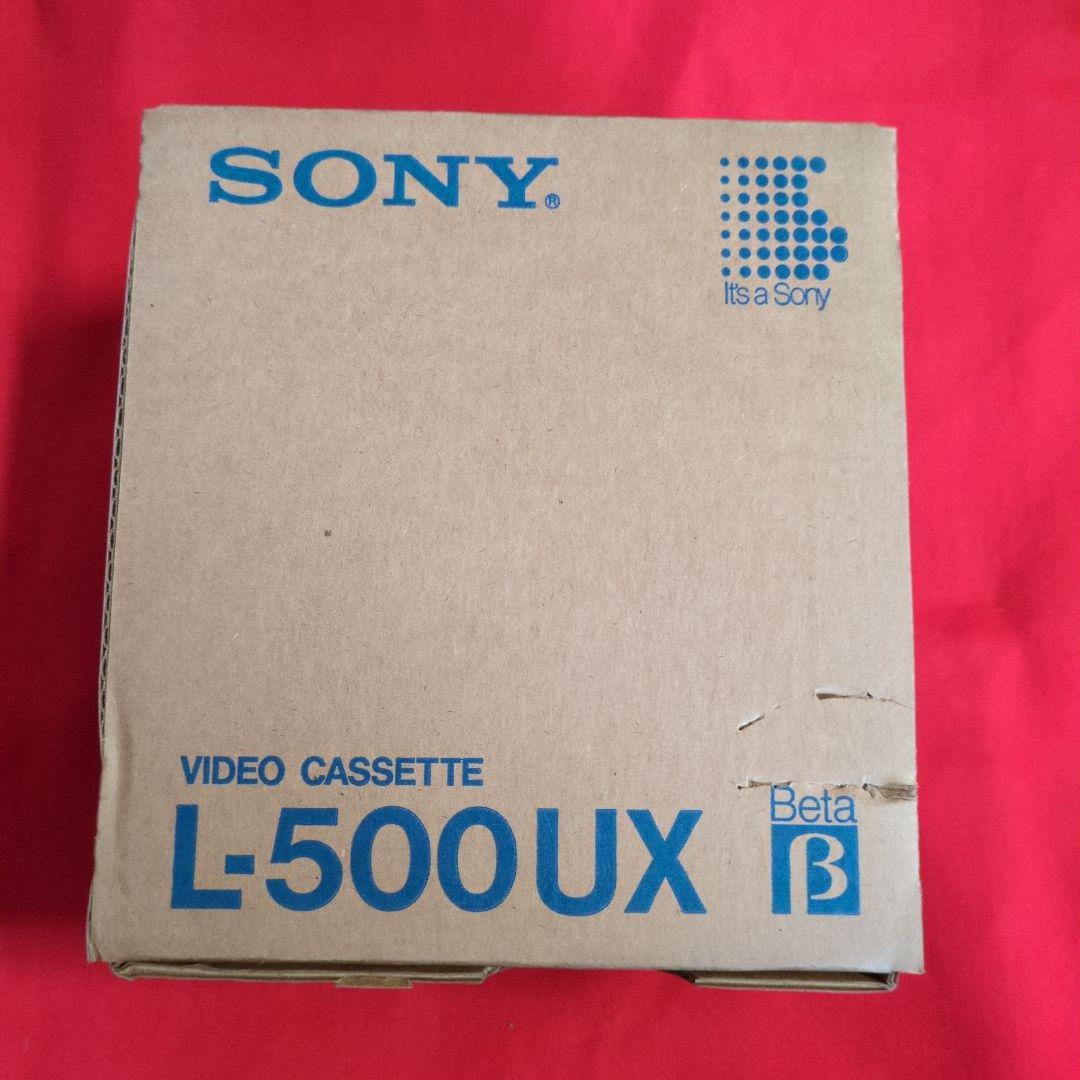 SONY®
It's a Sony
VIDEO CASSETTE
L-500UX
Beta
β